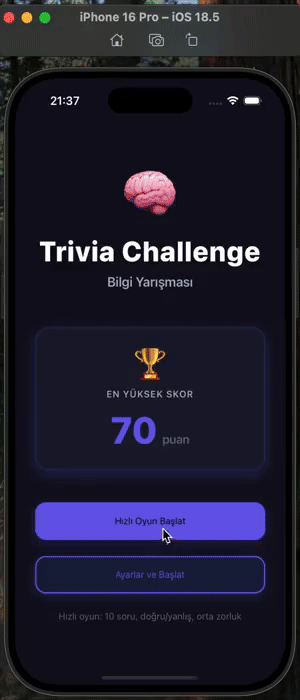 iPhone 16 Pro – iOS 18.5
21:37
Trivia Challenge
Bilgi Yarışması
EN YÜKSEK SKOR
70 puan
Hızlı Oyun Başlat
Ayarlar ve Başlat
Hızlı oyun: 10 soru, doğru/yanlış, orta zorluk